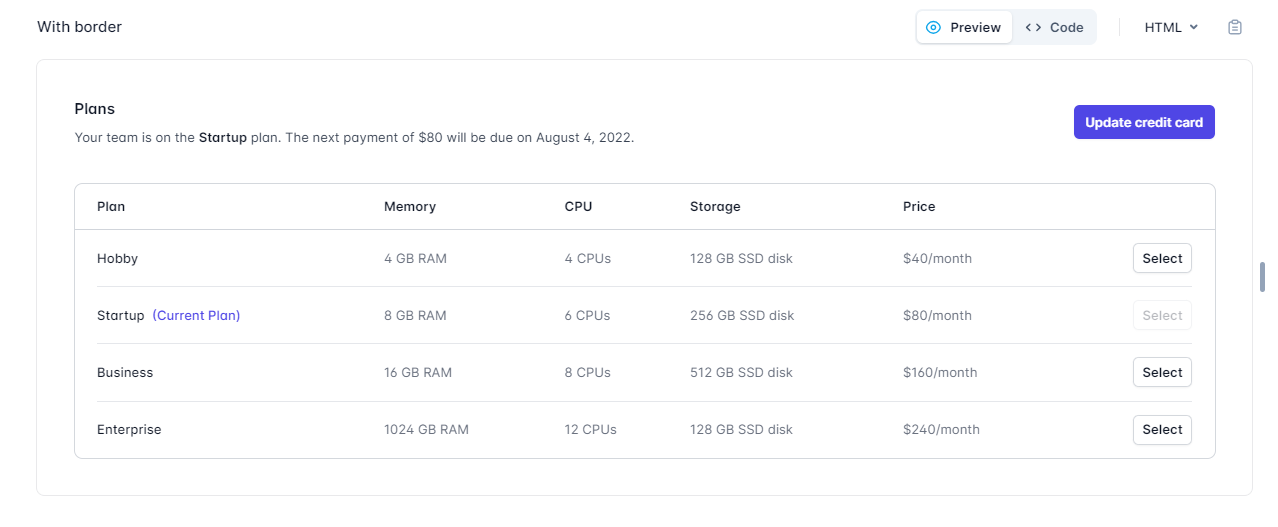 With border
Preview
Code
HTML
Plans
Your team is on the Startup plan. The next payment of $80 will be due on August 4, 2022.
Update credit card
Plan Memory CPU Storage Price
Hobby 4 GB RAM 4 CPUs 128 GB SSD disk $40/month Select
Startup (Current Plan) 8 GB RAM 6 CPUs 256 GB SSD disk $80/month Select
Business 16 GB RAM 8 CPUs 512 GB SSD disk $160/month Select
Enterprise 1024 GB RAM 12 CPUs 128 GB SSD disk $240/month Select